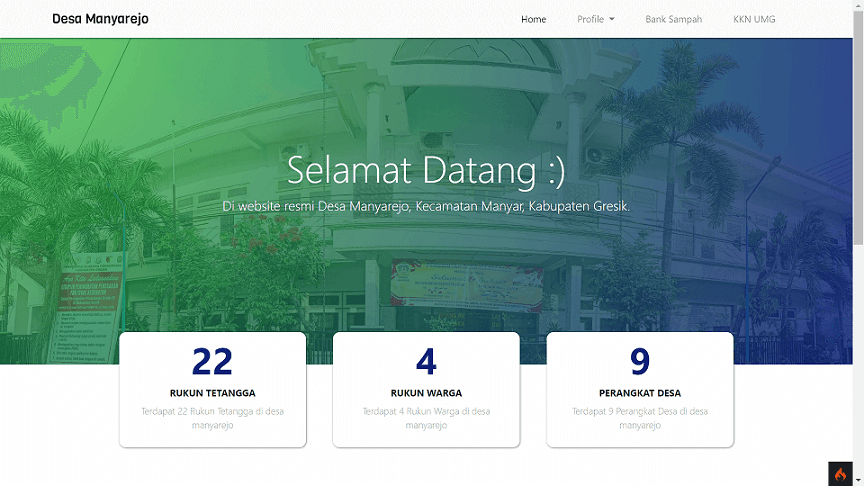 Desa Manyarejo
Home
Profile
Bank Sampah
KKN UMG
Selamat Datang :)
Di website resmi Desa Manyarejo, Kecamatan Manyar, Kabupaten Gresik.
22
RUKUN TETANGGA
Terdapat 22 Rukun Tetangga di desa
manyarejo
4
RUKUN WARGA
Terdapat 4 Rukun Warga di desa
manyarejo
9
PERANGKAT DESA
Terdapat 9 Perangkat Desa di desa
manyarejo